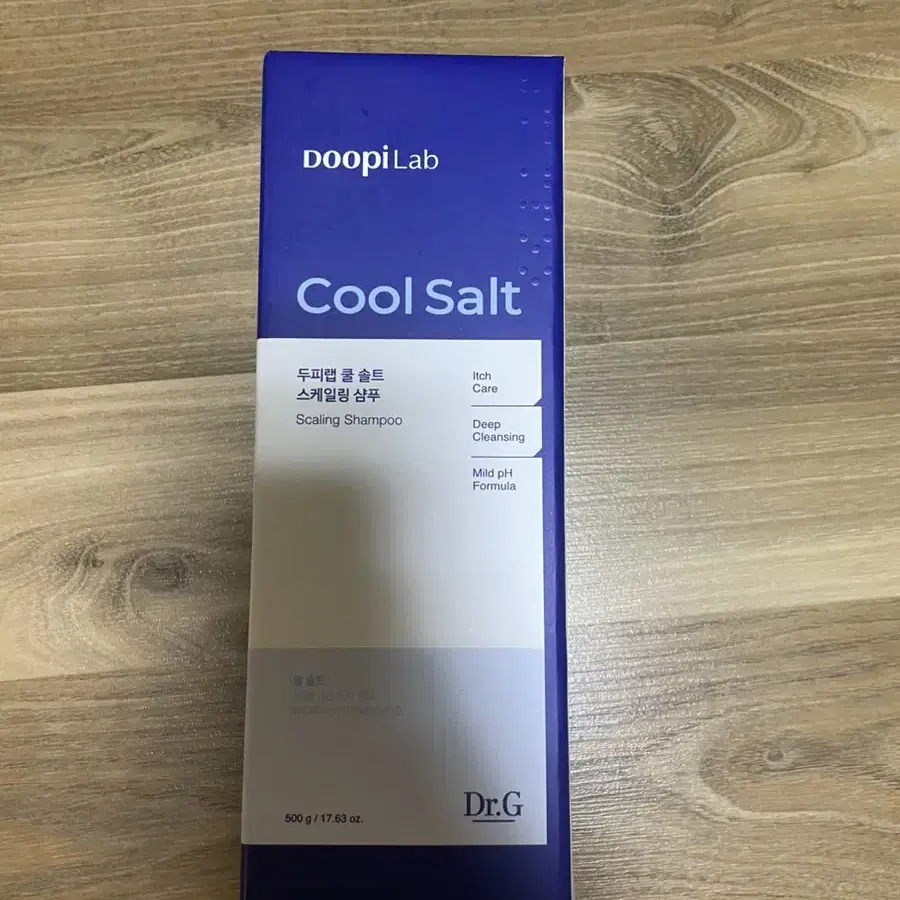 DOOPi Lab
Cool Salt
두피랩 쿨 솔트
스케일링 샴푸
Scaling Shampoo
Itch
Care
Deep
Cleansing
Mild pH
Formula
500 g / 17.63 oz.
Dr.G